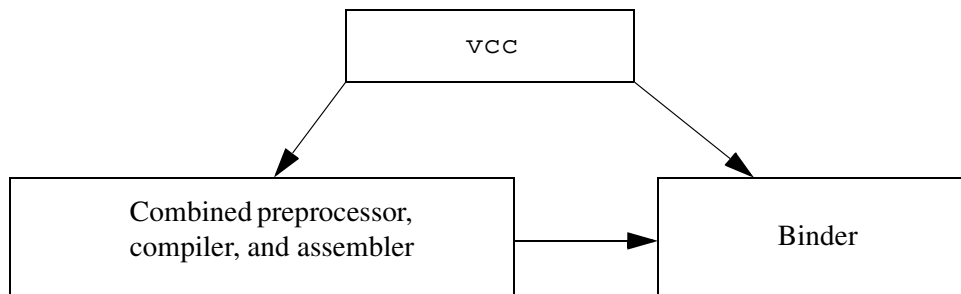 vcc
Combined preprocessor,
compiler, and assembler
Binder